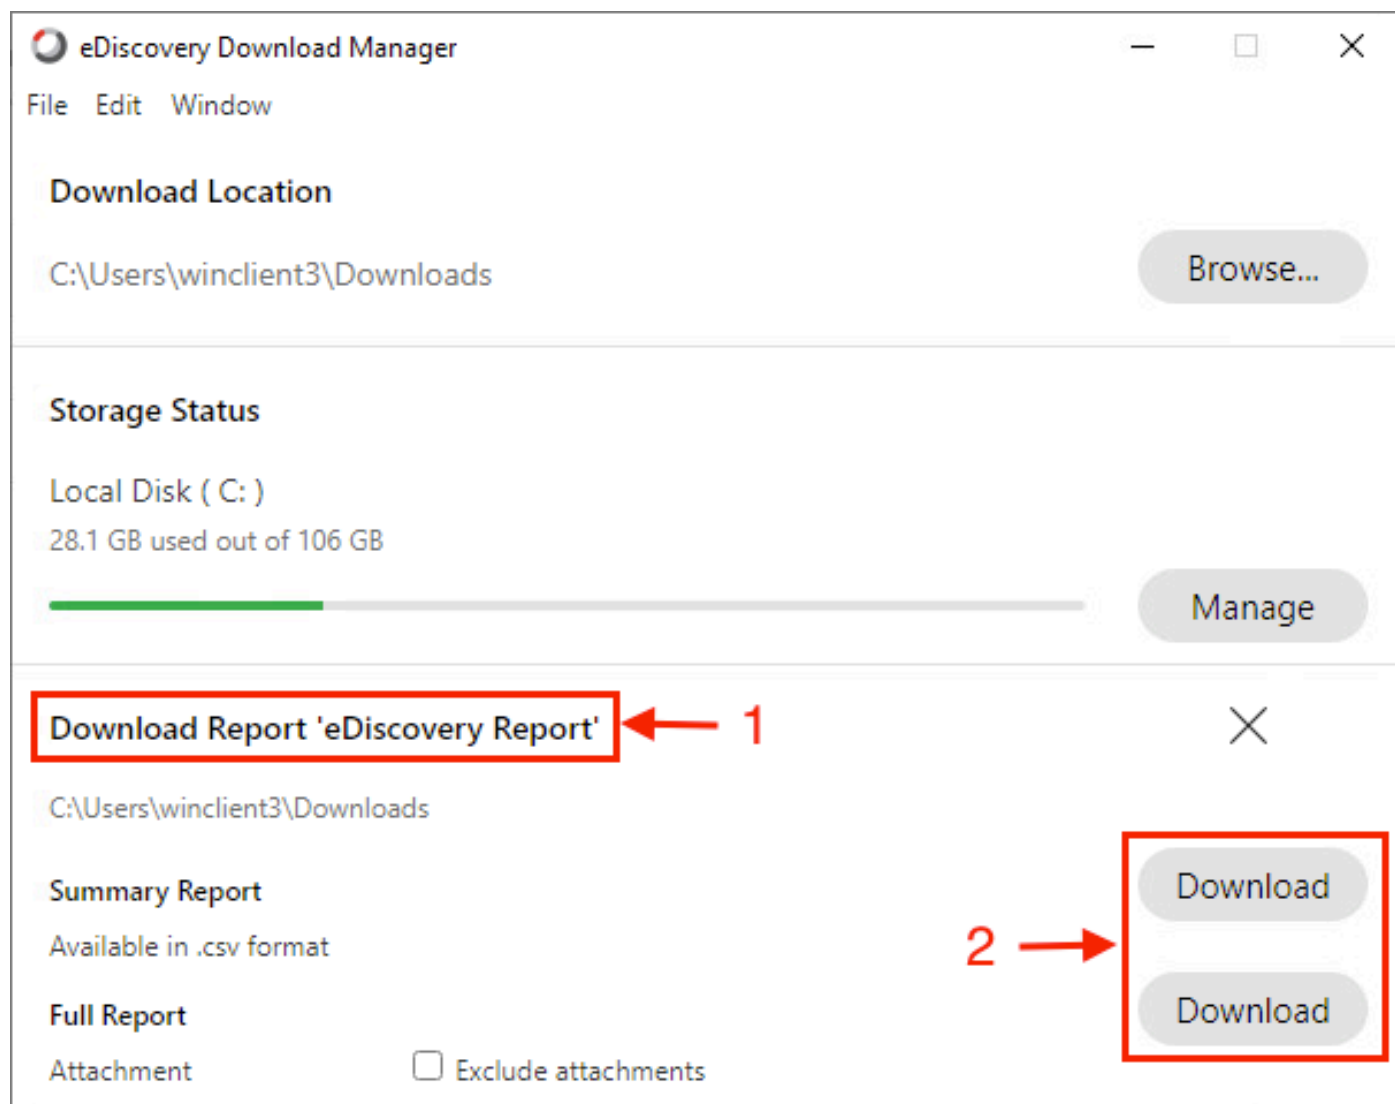 eDiscovery Download Manager
File Edit Window
Download Location
C:\Users\winclient3\Downloads
Browse...
Storage Status
Local Disk ( C: )
28.1 GB used out of 106 GB
Manage
Download Report 'eDiscovery Report'
1
C:\Users\winclient3\Downloads
Summary Report
Download
Available in .csv format
2
Full Report
Download
Attachment
Exclude attachments